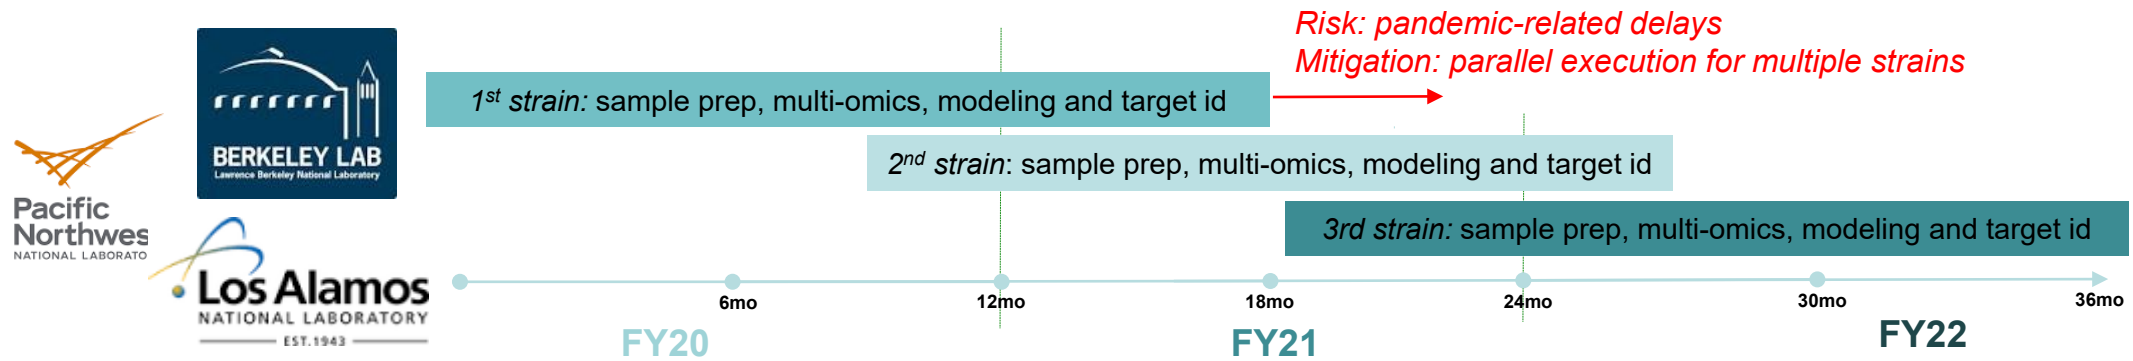 Risk: pandemic-related delays
Mitigation: parallel execution for multiple strains
1st strain: sample prep, multi-omics, modeling and target id
BERKELEY LAB
Lawrence Berkeley National Laboratory
2nd strain: sample prep, multi-omics, modeling and target id
Pacific
Northwes
NATIONAL LABORATO
3rd strain: sample prep, multi-omics, modeling and target id
Los Alamos
NATIONAL LABORATORY
EST.1943
6mo 12mo 18mo 24mo 30mo 36mo
FY20 FY21 FY22